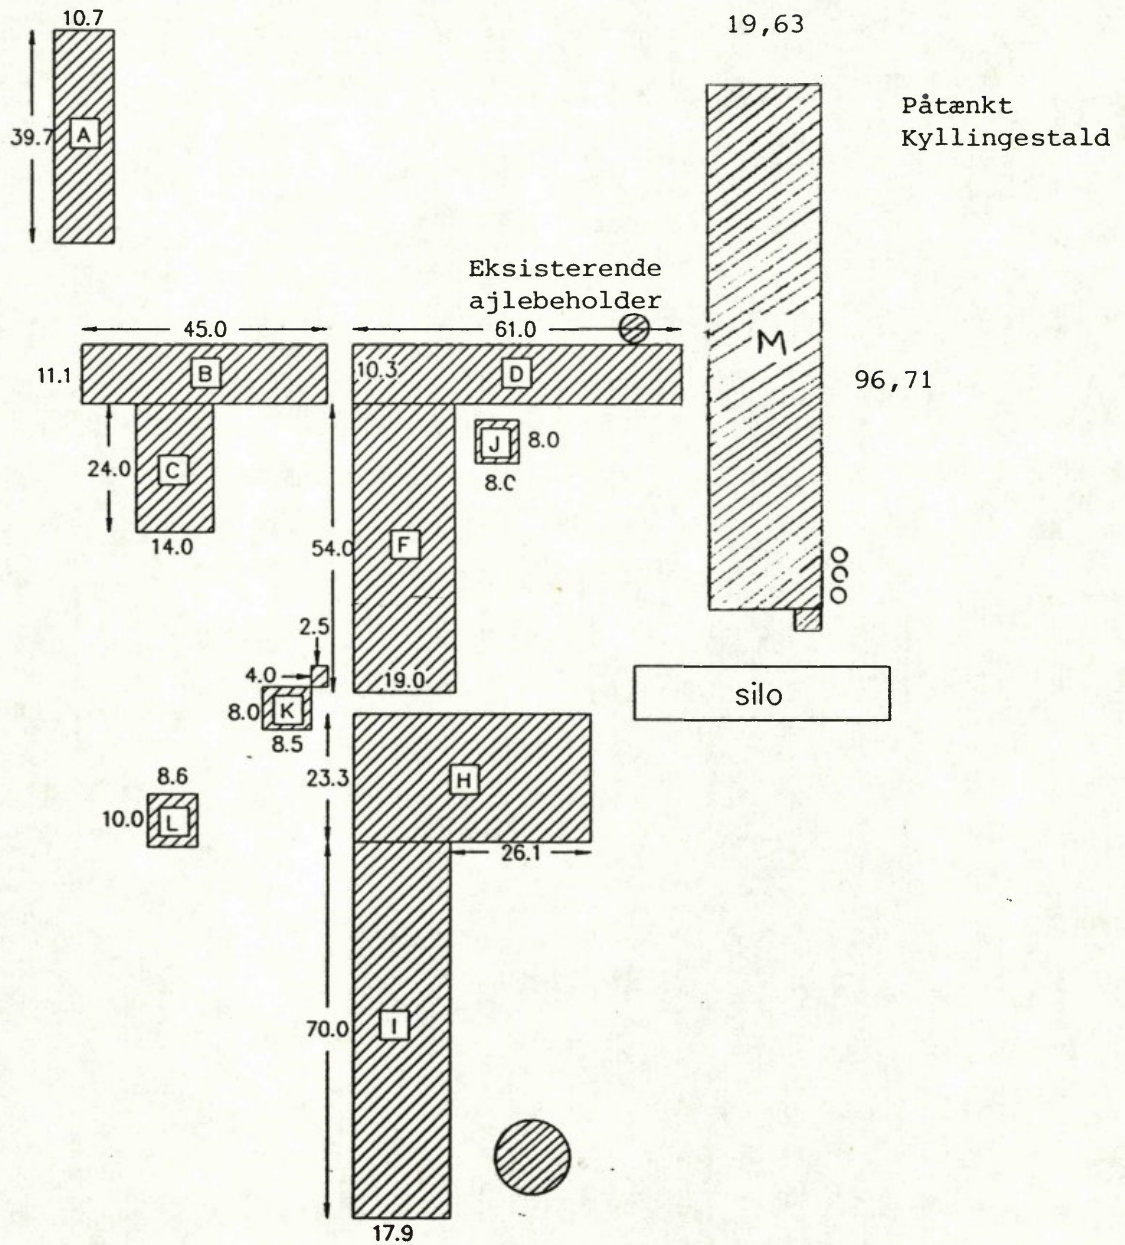 10.7
19,63
Påtænkt
Kyllingestald
39.7
A
Eksisterende
ajlebeholder
45.0
61.0
M
11.1
B
10.3
D
96,71
J
8.0
8.0
24.0
C
14.0
54.0
F
2.5
4.0
19.0
8.0
K
8.5
silo
8.6
23.3
H
10.0
L
26.1
70.0
I
17.9